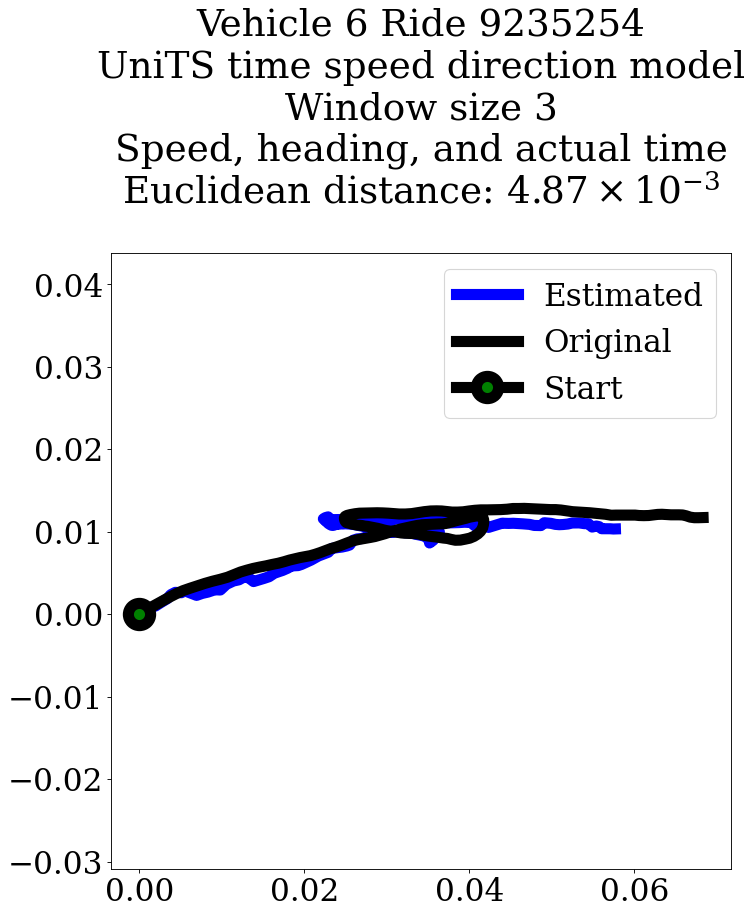 Vehicle 6 Ride 9235254
UniTS time speed direction model
Window size 3
Speed, heading, and actual time
Euclidean distance: 4.87 × 10⁻³
Estimated
Original
Start
0.04
0.03
0.02
0.01
0.00
−0.01
−0.02
−0.03
0.00 0.02 0.04 0.06